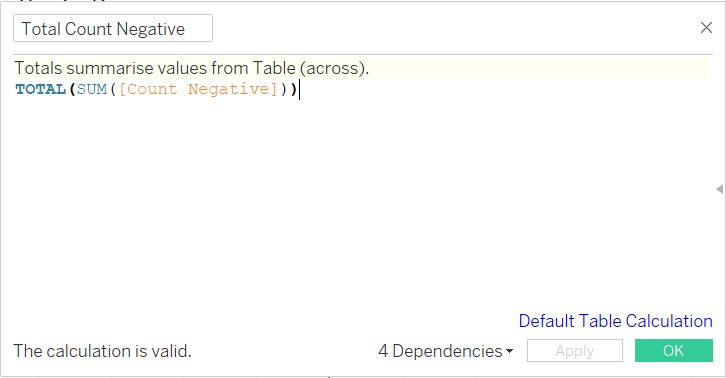 Total Count Negative
Totals summarise values from Table (across).
TOTAL(SUM([Count Negative]))
Default Table Calculation
The calculation is valid.
4 Dependencies
Apply
OK